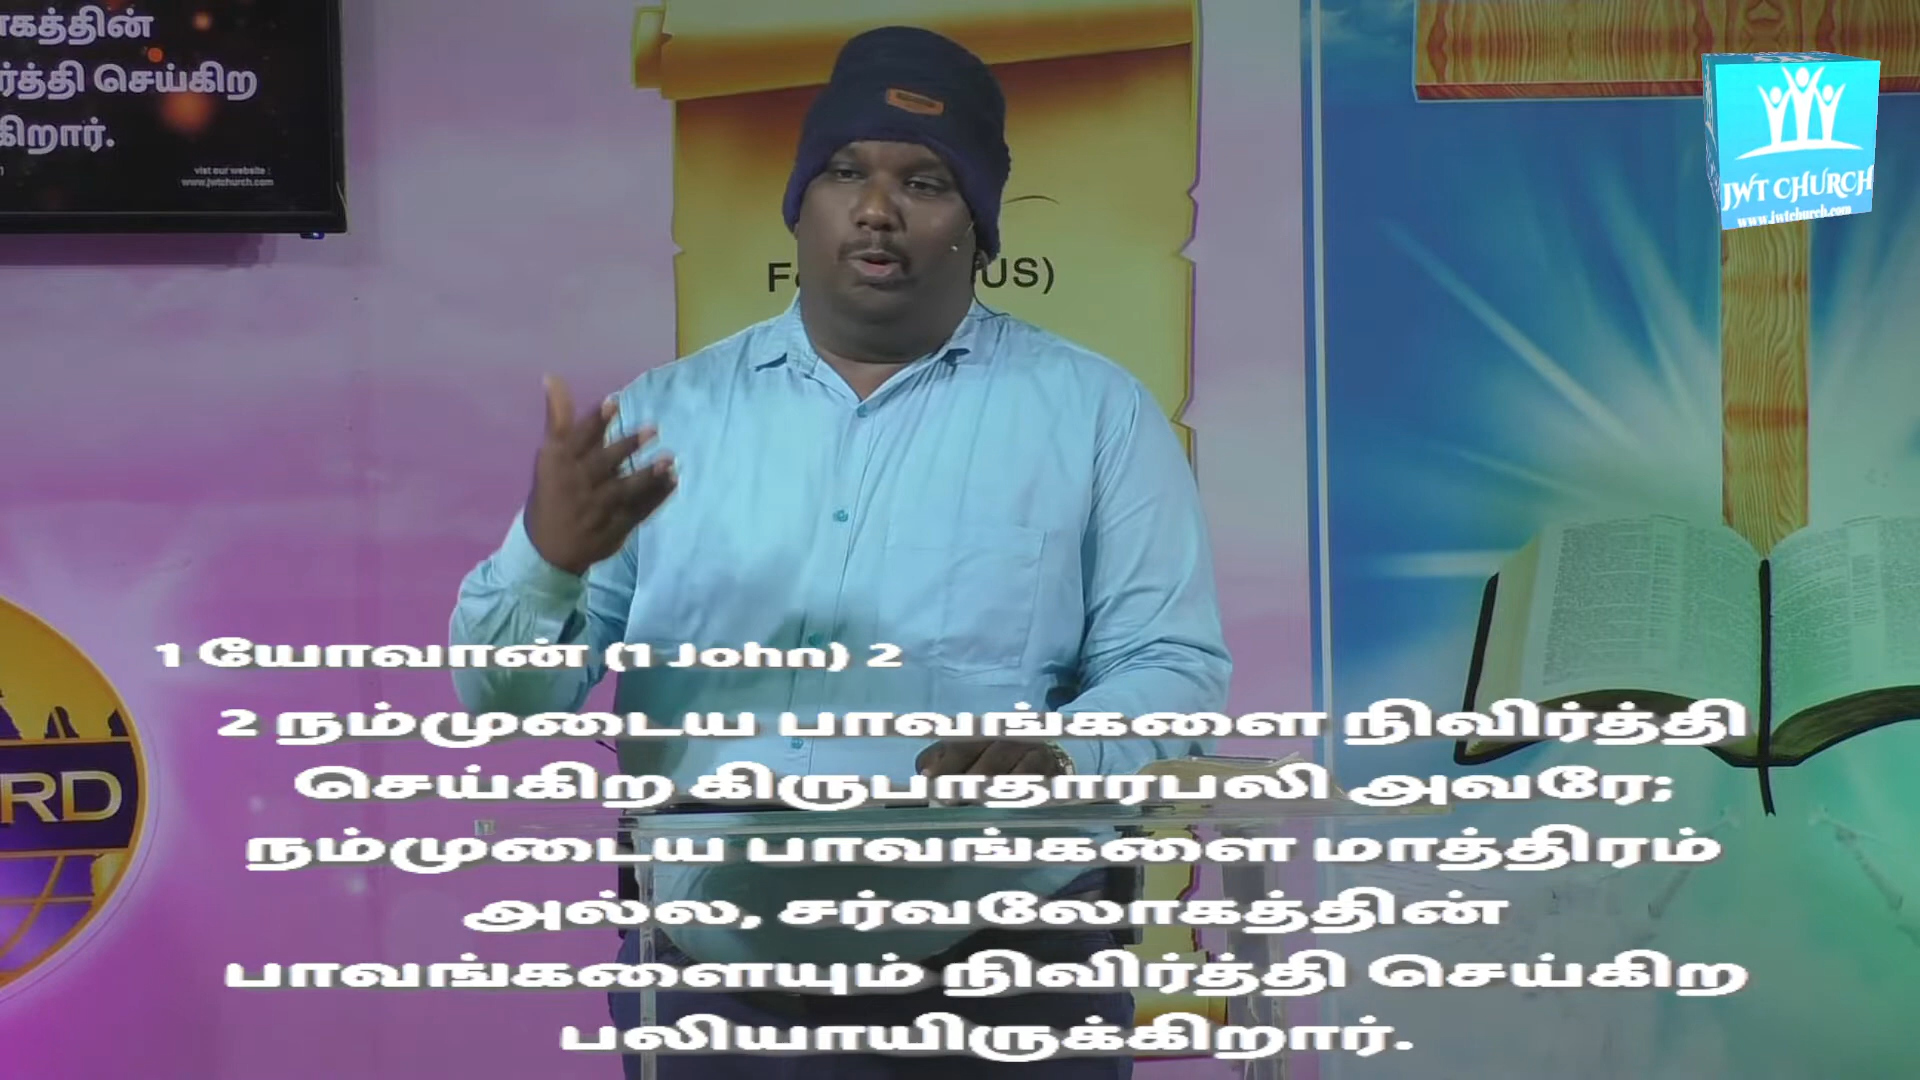 கத்தின்
ர்த்தி செய்கிற
கிறார்.
visit our website :
www.jwtchurch.com
JWT CHURCH
www.jwtchurch.com
US)
RD
1 யோவான் (1 John) 2
2 நம்முடைய பாவங்களை நிவிர்த்தி
செய்கிற கிருபாதாரபலி அவரே;
நம்முடைய பாவங்களை மாத்திரம்
அல்ல, சர்வலோகத்தின்
பாவங்களையும் நிவிர்த்தி செய்கிற
பலியாயிருக்கிறார்.